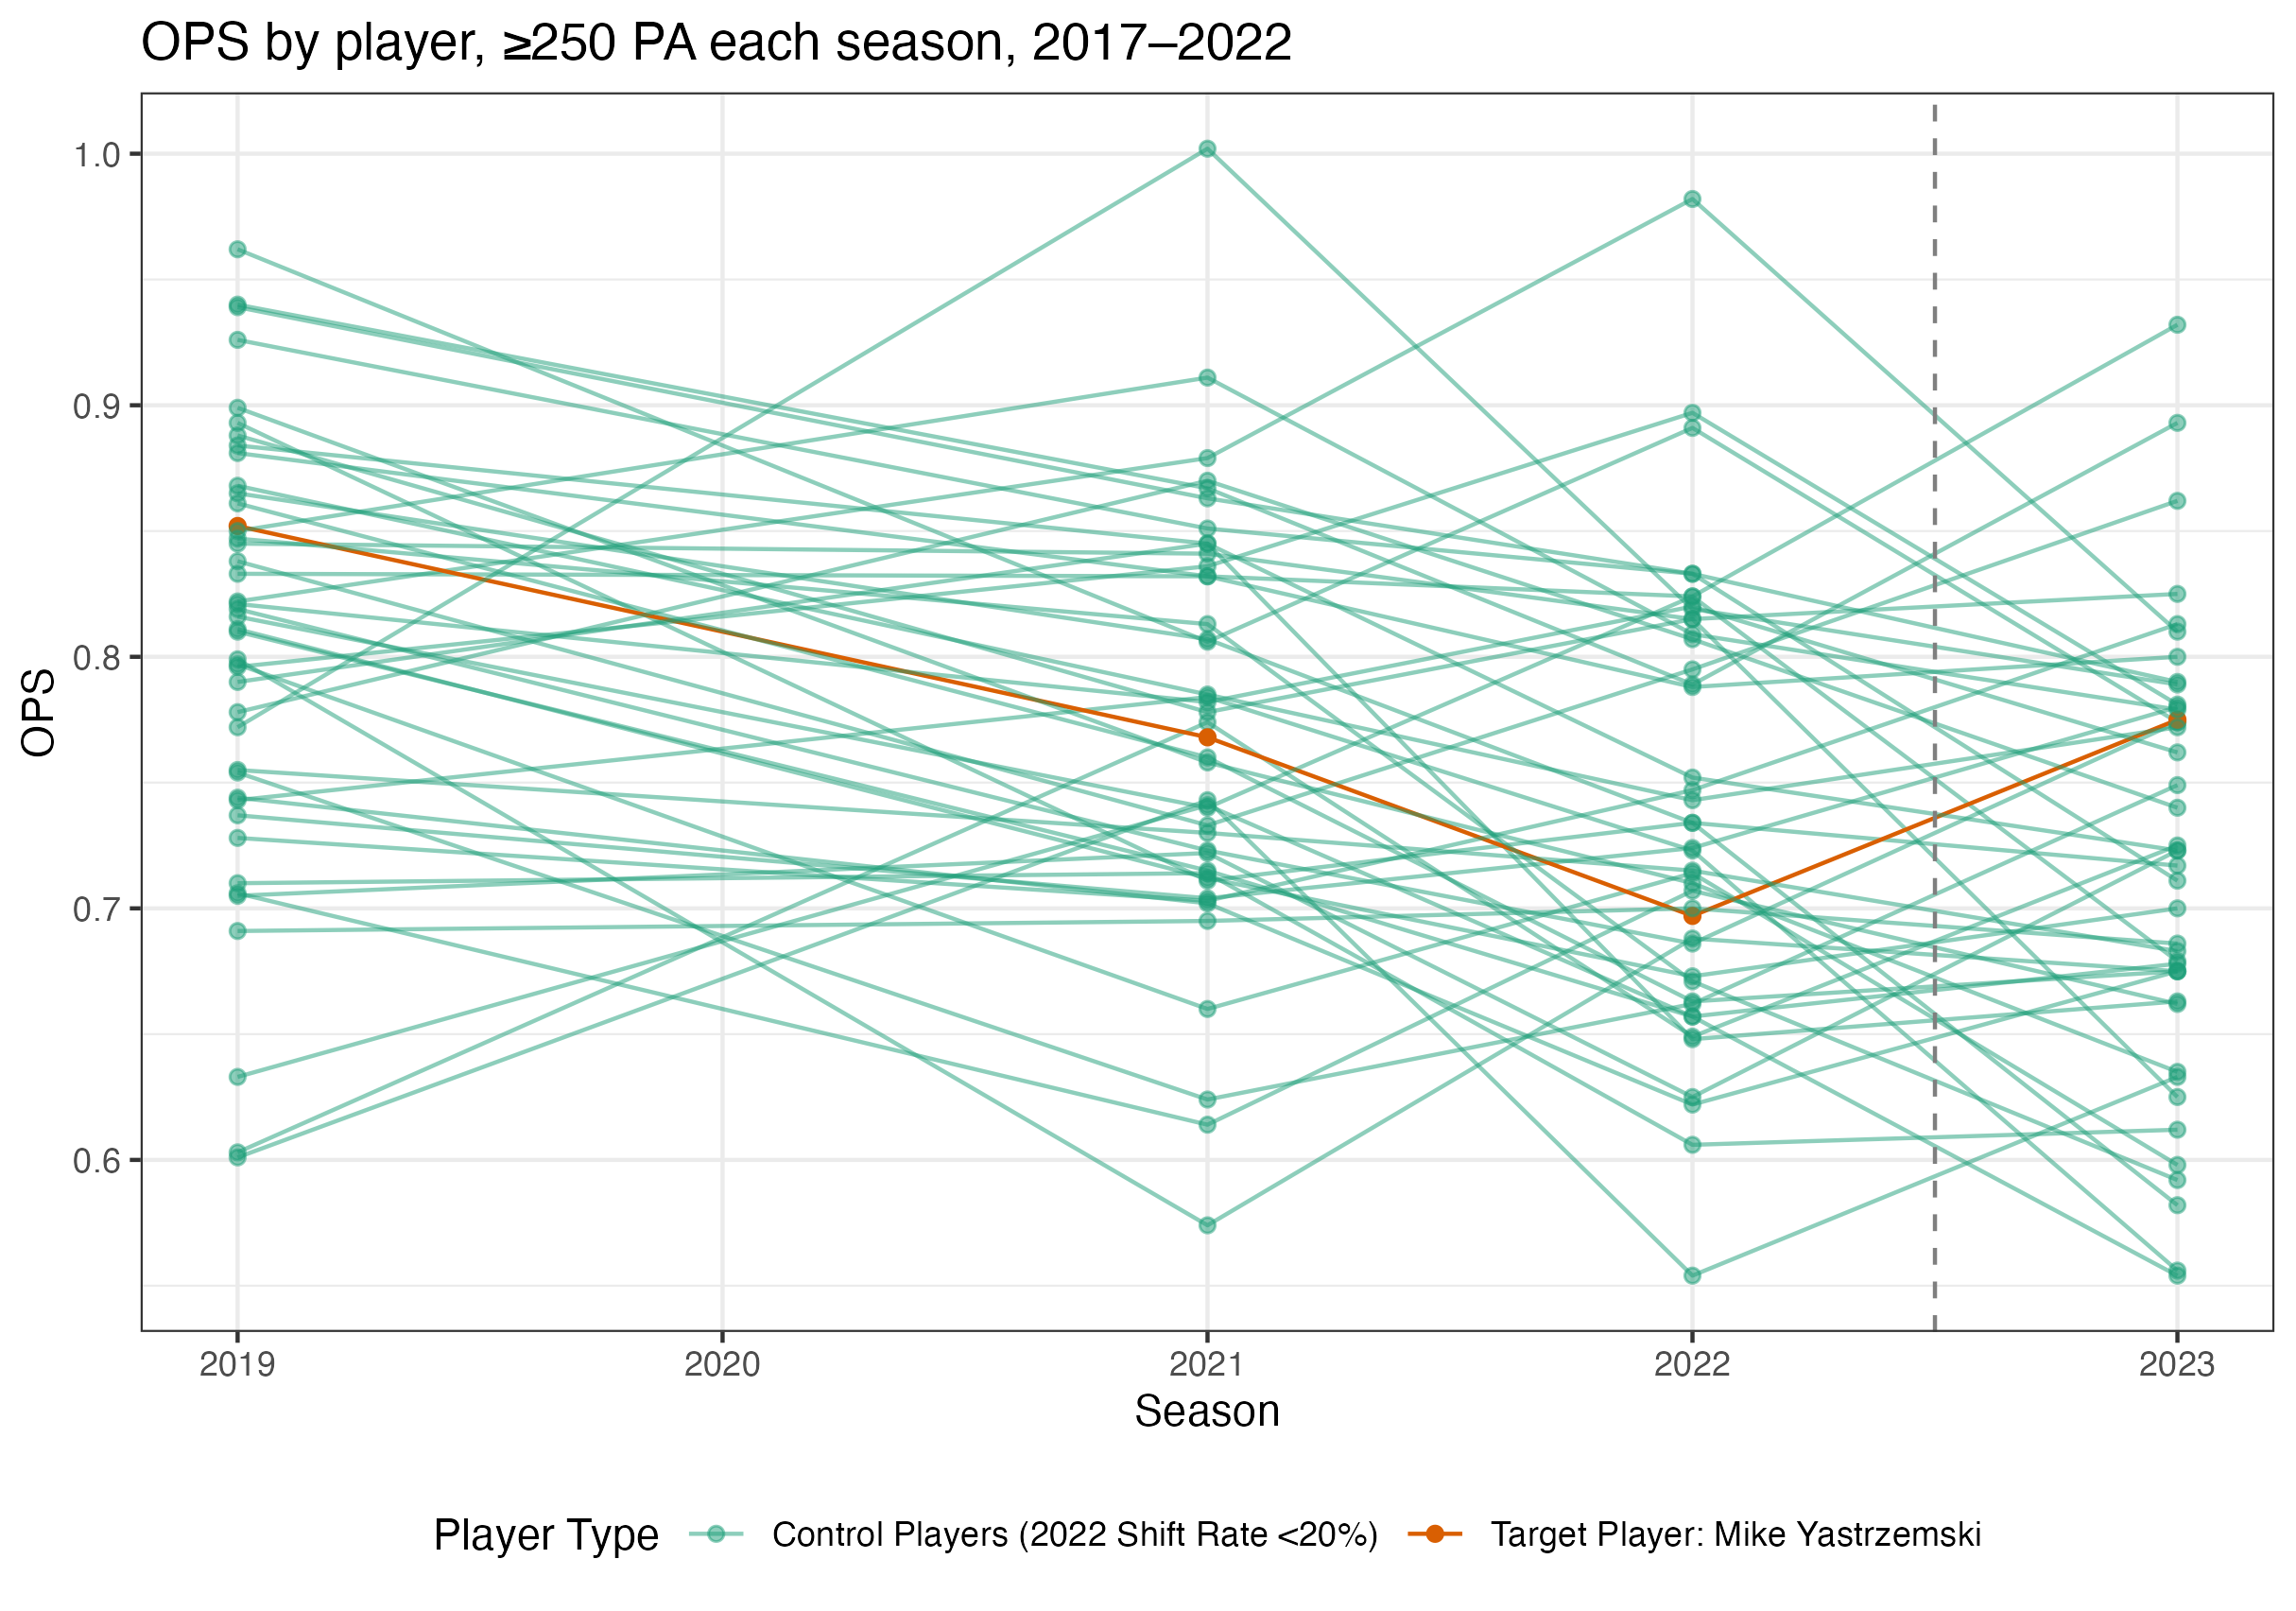 OPS by player, ≥250 PA each season, 2017–2022
OPS
1.0
0.9
0.8
0.7
0.6
2019 2020 2021 2022 2023
Season
Player Type Control Players (2022 Shift Rate <20%) Target Player: Mike Yastrzemski